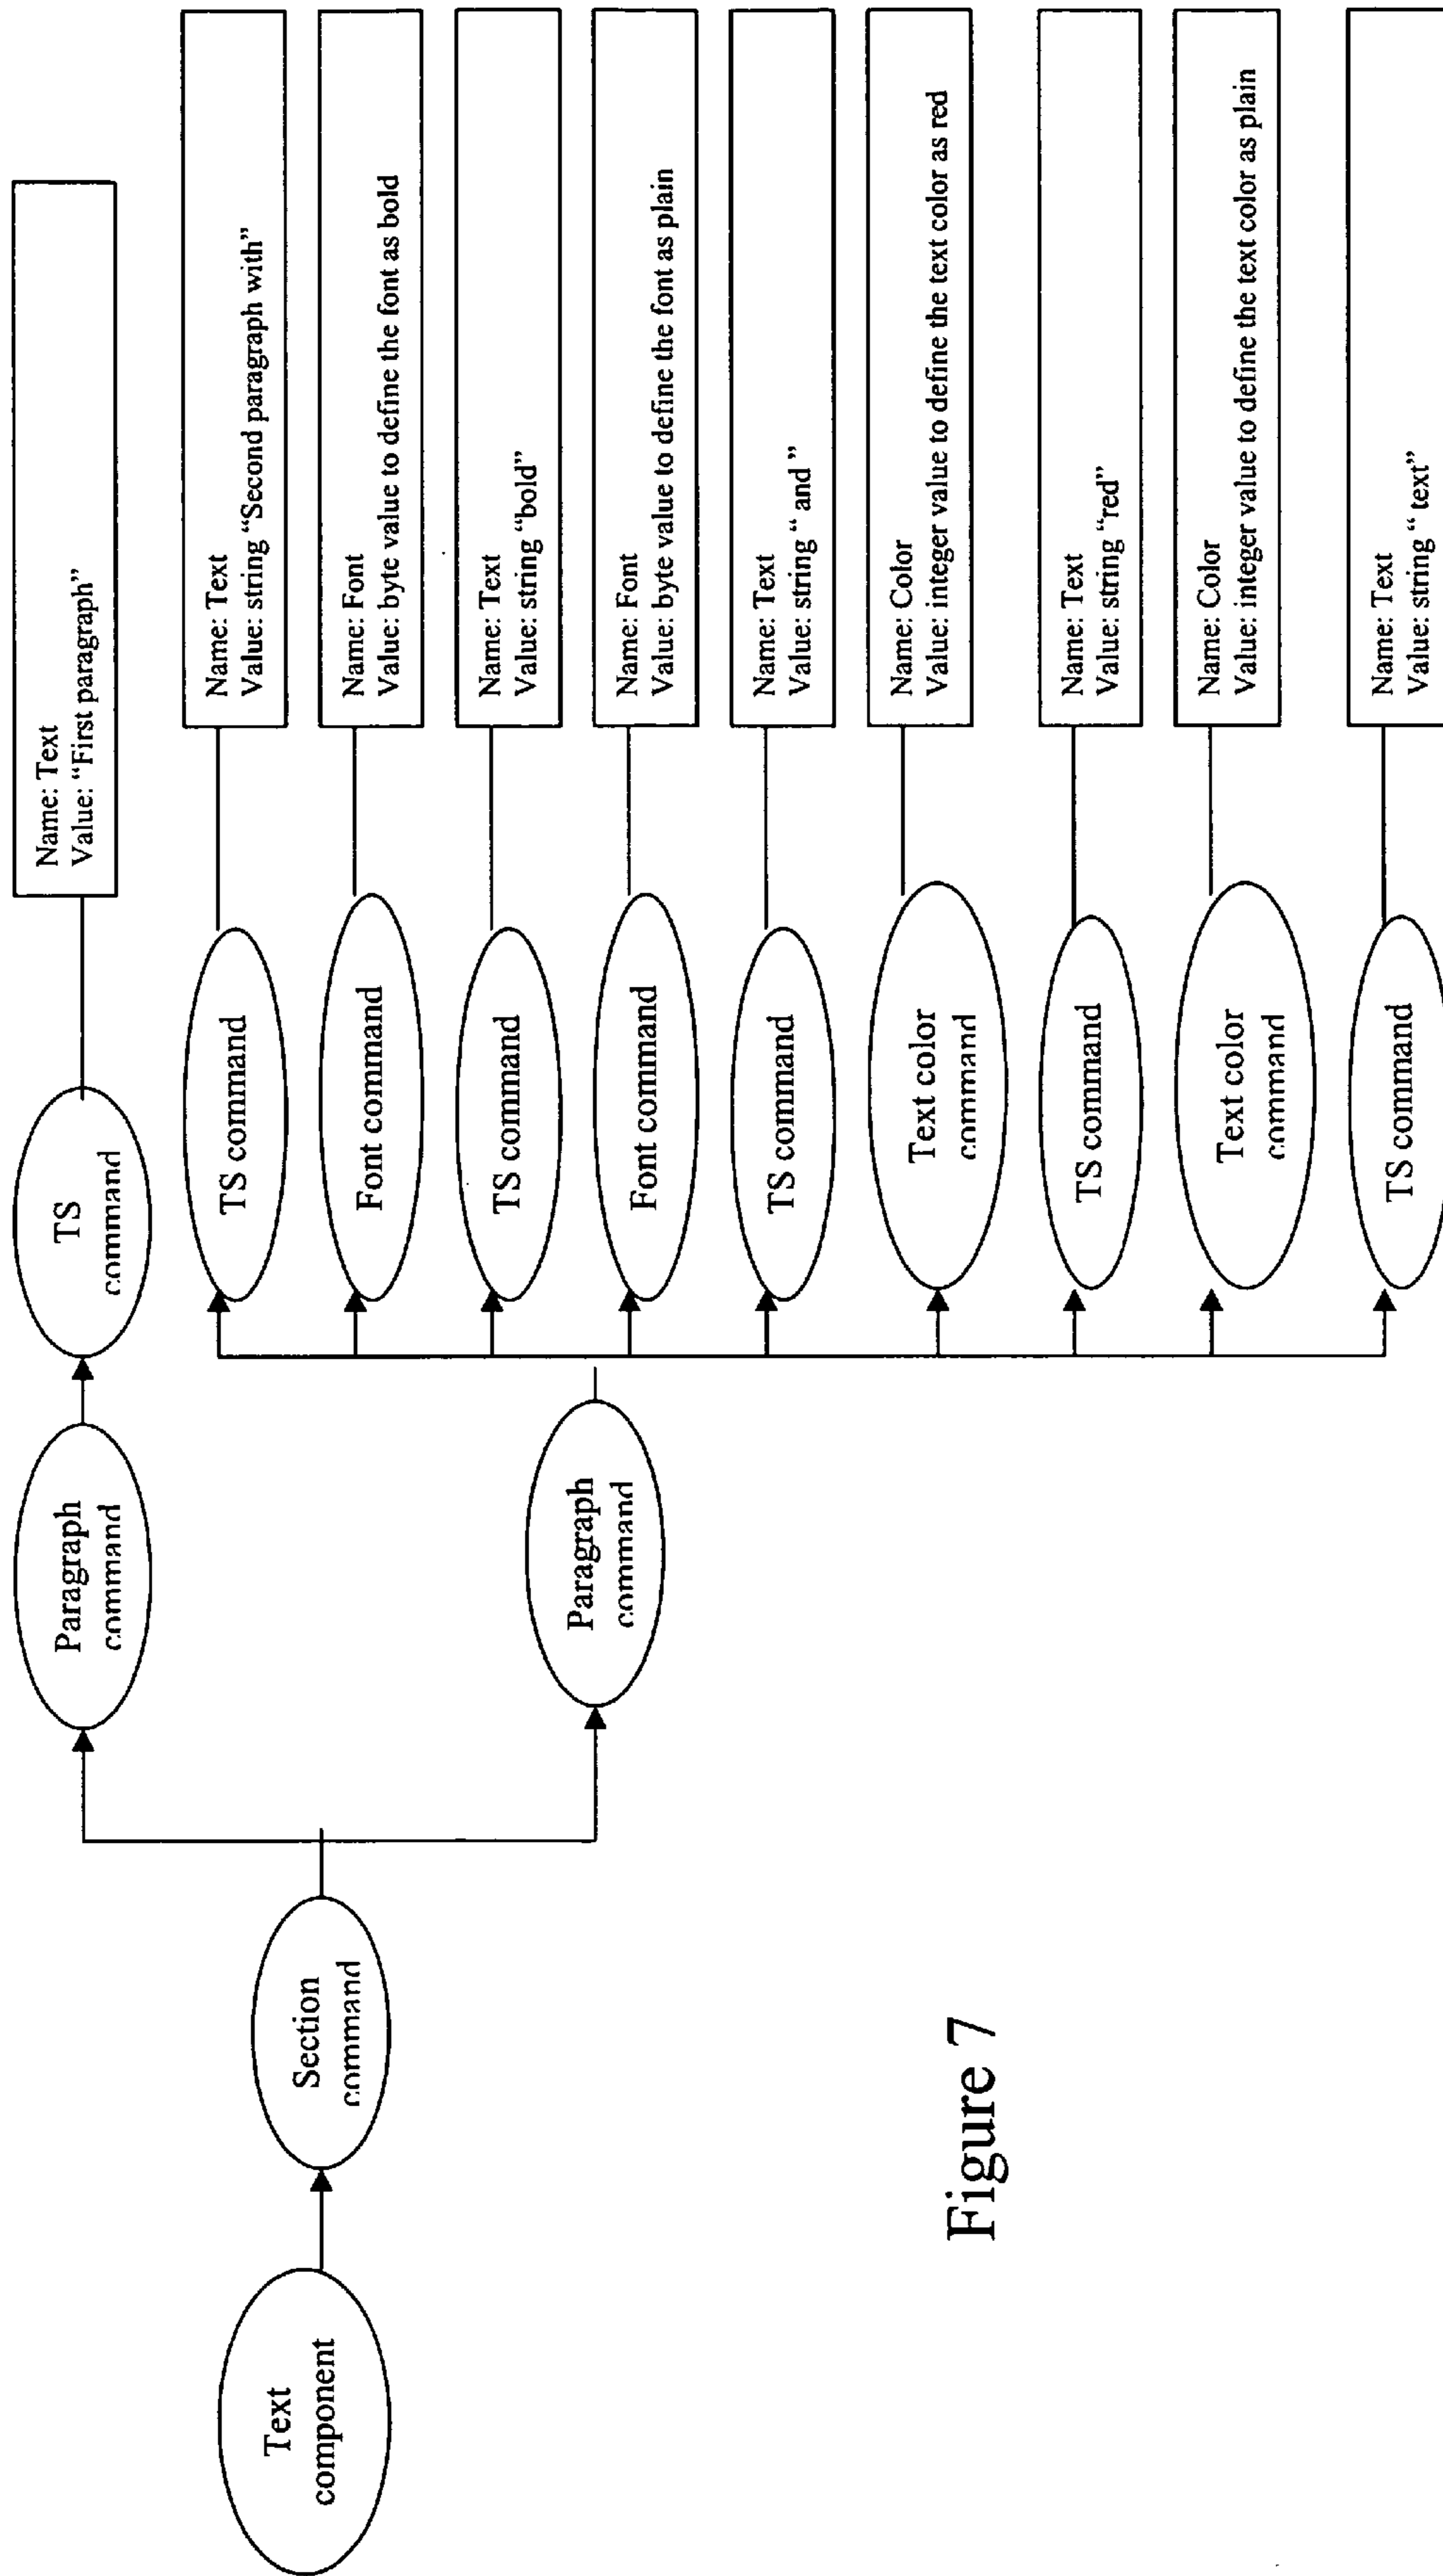 Text
component
Section
command
Paragraph
command
TS
command
Name: Text
Value: “First paragraph”
Paragraph
command
TS command
Name: Text
Value: string “Second paragraph with”
Font command
Name: Font
Value: byte value to define the font as bold
TS command
Name: Text
Value: string “bold”
Font command
Name: Font
Value: byte value to define the font as plain
TS command
Name: Text
Value: string “ and ”
Text color
command
Name: Color
Value: integer value to define the text color as red
TS command
Name: Text
Value: string “red”
Text color
command
Name: Color
Value: integer value to define the text color as plain
TS command
Name: Text
Value: string “ text”
Figure 7